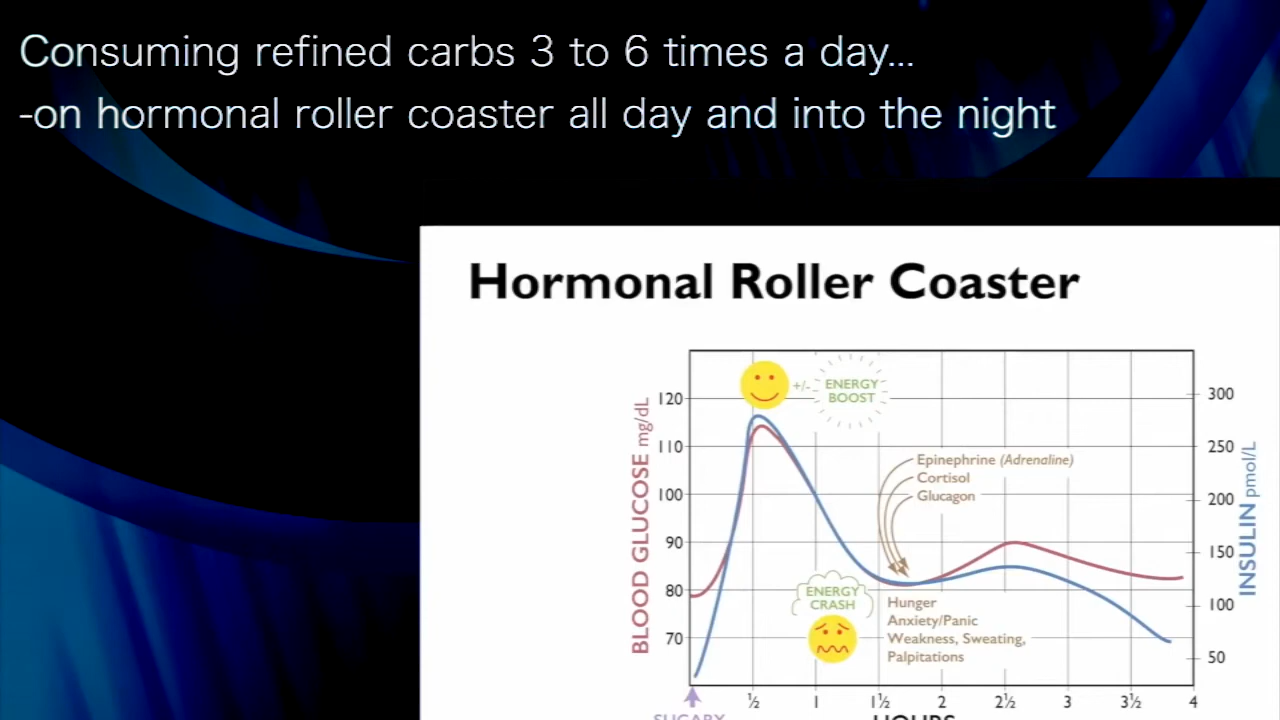 Consuming refined carbs 3 to 6 times a day...
-on hormonal roller coaster all day and into the night
Hormonal Roller Coaster
+/-
ENERGY
BOOST
BLOOD GLUCOSE mg/dL
120
110
100
90
80
70
Epinephrine (Adrenaline)
Cortisol
Glucagon
ENERGY
CRASH
Hunger
Anxiety/Panic
Weakness, Sweating,
Palpitations
300
250
200
150
100
50
INSULIN pmol/L
½ 1 1½ 2 2½ 3 3½ 4
SUGARY
HOURS